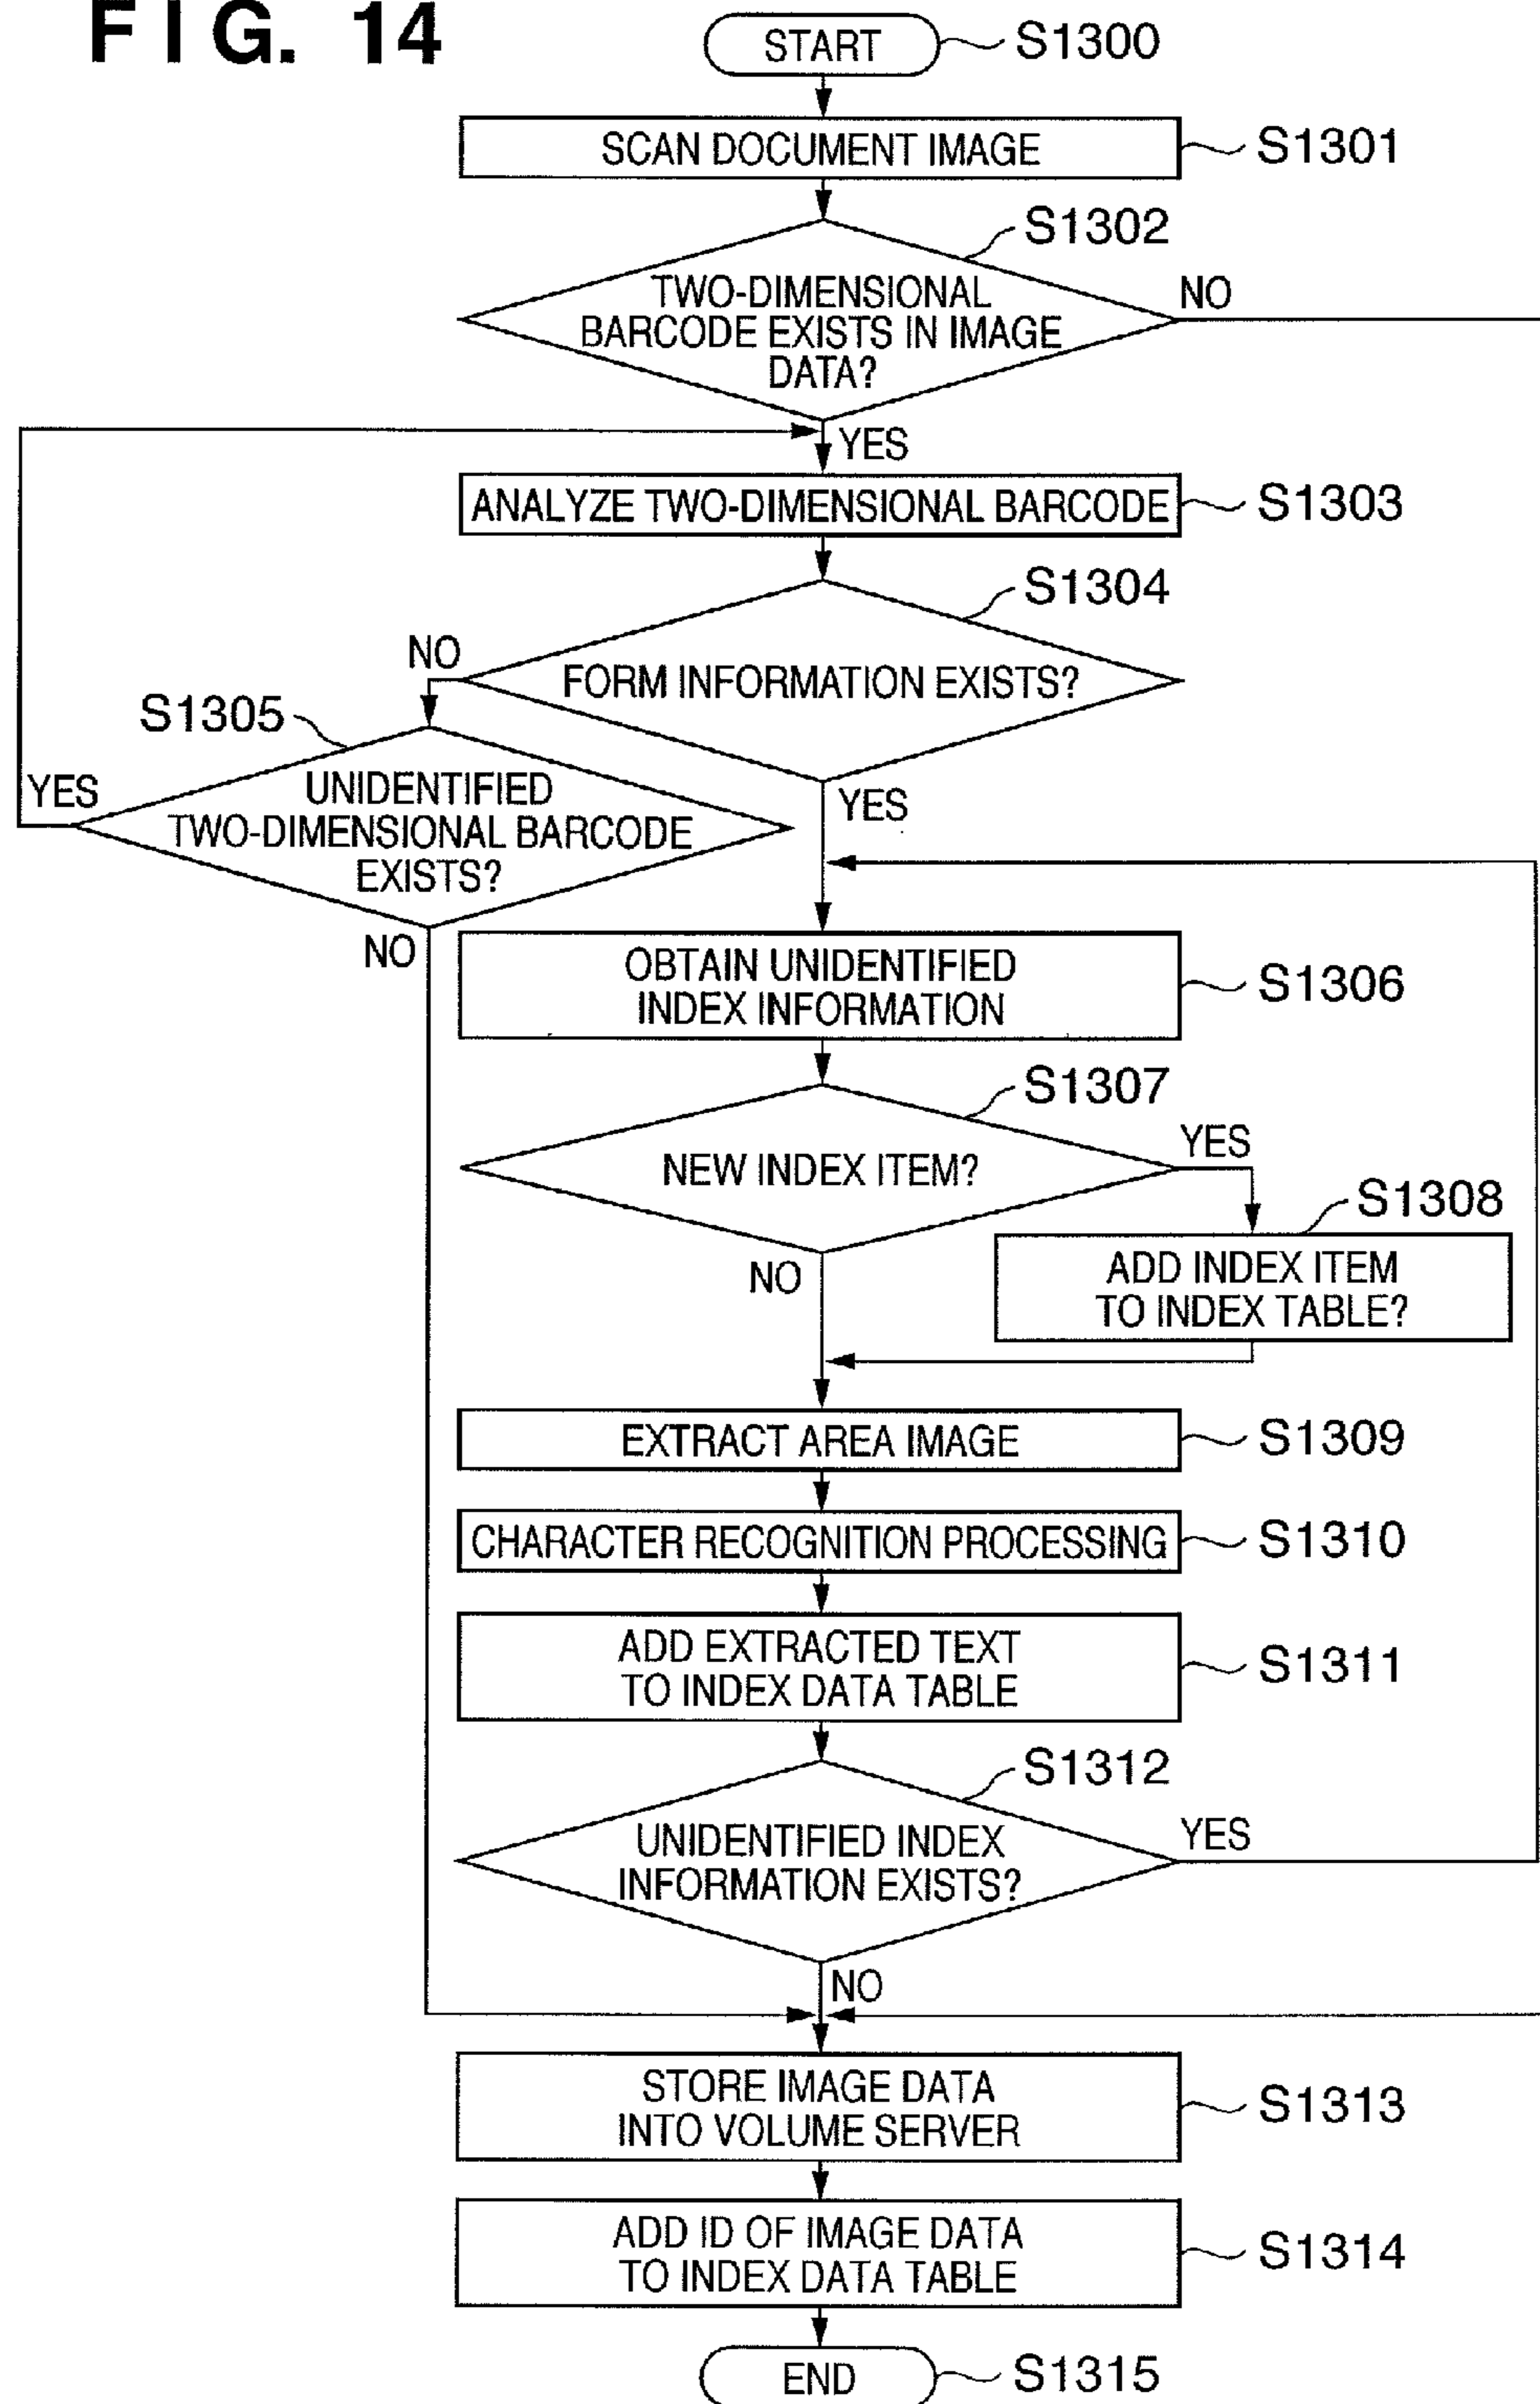 FIG. 14
START
S1300
SCAN DOCUMENT IMAGE
S1301
S1302
TWO-DIMENSIONAL
BARCODE EXISTS IN IMAGE
DATA?
NO
YES
ANALYZE TWO-DIMENSIONAL BARCODE
S1303
S1304
NO
FORM INFORMATION EXISTS?
S1305
YES
UNIDENTIFIED
TWO-DIMENSIONAL BARCODE
EXISTS?
YES
NO
OBTAIN UNIDENTIFIED
INDEX INFORMATION
S1306
S1307
NEW INDEX ITEM?
YES
S1308
NO
ADD INDEX ITEM
TO INDEX TABLE?
EXTRACT AREA IMAGE
S1309
CHARACTER RECOGNITION PROCESSING
S1310
ADD EXTRACTED TEXT
TO INDEX DATA TABLE
S1311
S1312
UNIDENTIFIED INDEX
INFORMATION EXISTS?
YES
NO
STORE IMAGE DATA
INTO VOLUME SERVER
S1313
ADD ID OF IMAGE DATA
TO INDEX DATA TABLE
S1314
END
S1315